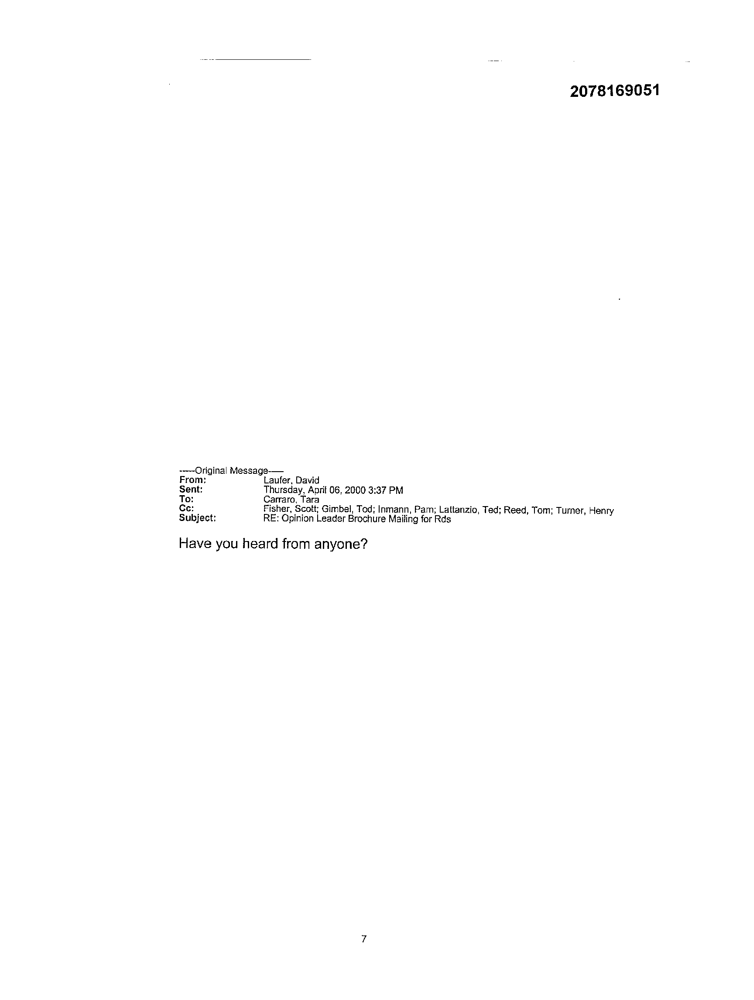 2078169051
-----Original Message-----
From: Laufer, David
Sent: Thursday, April 06, 2000 3:37 PM
To: Carraro, Tara
Cc: Fisher, Scott; Gimbel, Tod; Inmann, Pam; Lattanzio, Ted; Reed, Tom; Turner, Henry
Subject: RE: Opinion Leader Brochure Mailing for Rds
Have you heard from anyone?
7